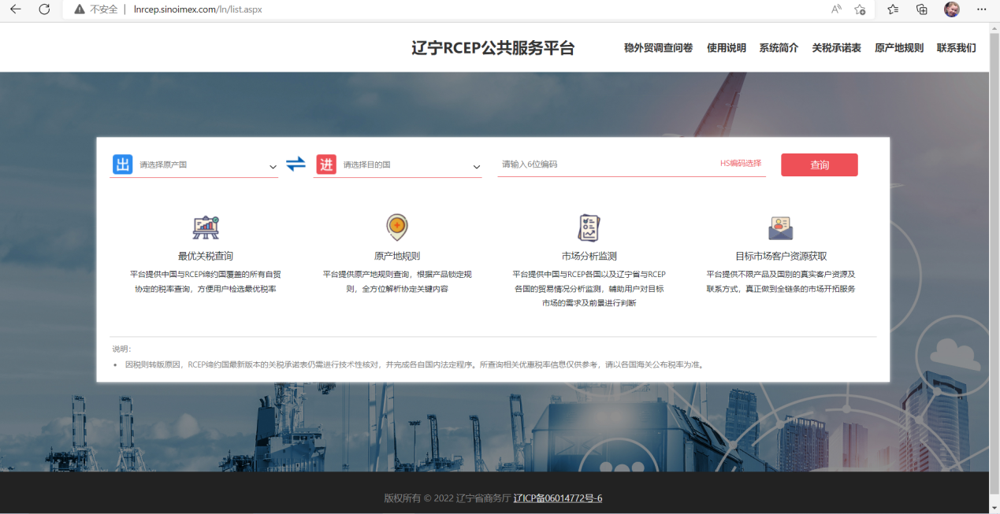 不安全 | lnrcep.sinoimex.com/ln/list.aspx
辽宁RCEP公共服务平台
稳外贸调查问卷 使用说明 系统简介 关税承诺表 原产地规则 联系我们
出 请选择原产国 进 请选择目的国 请输入6位编码 HS编码选择 查询
最优关税查询
平台提供中国与RCEP缔约国覆盖的所有自贸
协定的税率查询，方便用户检选最优税率
原产地规则
平台提供原产地规则查询，根据产品锁定规
则，全方位解析协定关键内容
市场分析监测
平台提供中国与RCEP各国以及辽宁省与RCEP
各国的贸易情况分析监测，辅助用户对目标
市场的需求及前景进行判断
目标市场客户资源获取
平台提供不限产品及国别的真实客户资源及
联系方式，真正做到全链条的市场开拓服务
说明：
• 因税则转版原因，RCEP缔约国最新版本的关税承诺表仍需进行技术性核对，并完成各自国内法定程序。所查询相关优惠税率信息仅供参考，请以各国海关公布税率为准。
版权所有 © 2022 辽宁省商务厅 辽ICP备06014772号-6